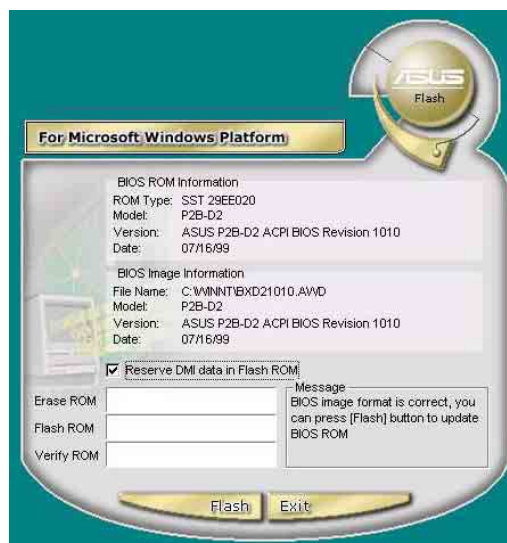 ASUS
Flash
For Microsoft Windows Platform
BIOS ROM Information
ROM Type: SST 29EE020
Model: P2B-D2
Version: ASUS P2B-D2 ACPI BIOS Revision 1010
Date: 07/16/99
BIOS Image Information
File Name: C:\WINNT\BXD21010.AWD
Model: P2B-D2
Version: ASUS P2B-D2 ACPI BIOS Revision 1010
Date: 07/16/99
Reserve DMI data in Flash ROM
Erase ROM
Flash ROM
Verify ROM
Message
BIOS image format is correct, you
can press [Flash] button to update
BIOS ROM
Flash
Exit